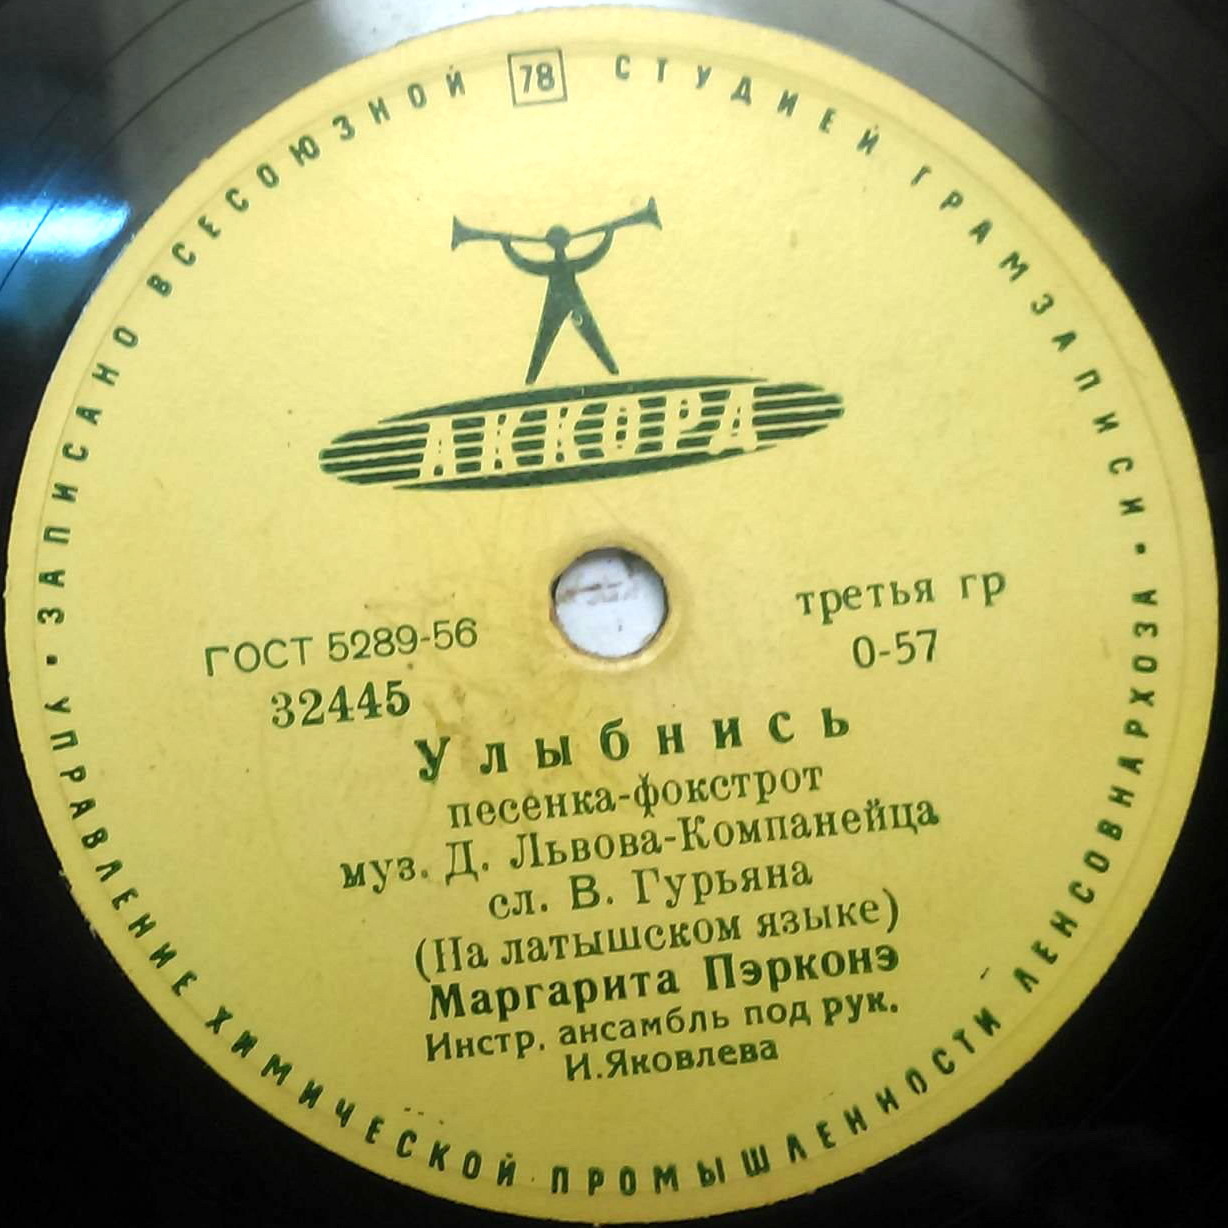 ЗАПИСАНО ВСЕСОЮЗНОЙ 78 СТУДИЕЙ ГРАМЗАПИСИ
АККОРД
ГОСТ 5289-56
32445
третья гр
0-57
Улыбнись
песенка-фокстрот
муз. Д. Львова-Компанейца
сл. В. Гурьяна
(На латышском языке)
Маргарита Пэрконэ
Инстр. ансамбль под рук.
И.Яковлева
УПРАВЛЕНИЕ ХИМИЧЕСКОЙ ПРОМЫШЛЕННОСТИ ЛЕНСОВНАРХОЗА